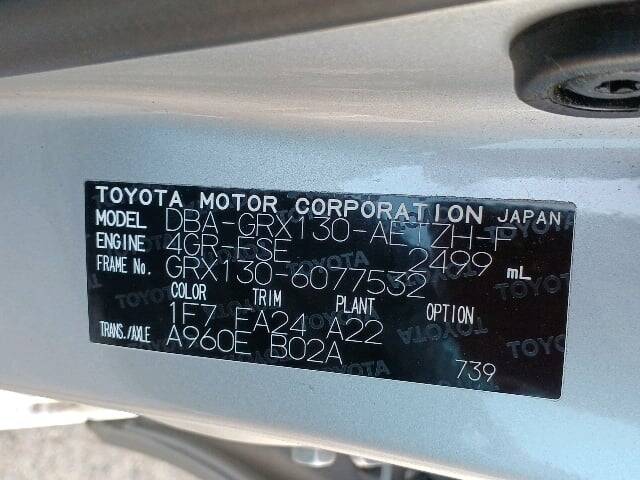 TOYOTA MOTOR CORPORATION JAPAN
MODEL DBA-GRX130-AETZH-F
ENGINE 4GR-FSE 2499 mL
FRAME No. GRX130-6077532
COLOR TRIM PLANT OPTION
1F7 FA24 A22
TRANS./AXLE A960E B02A
739